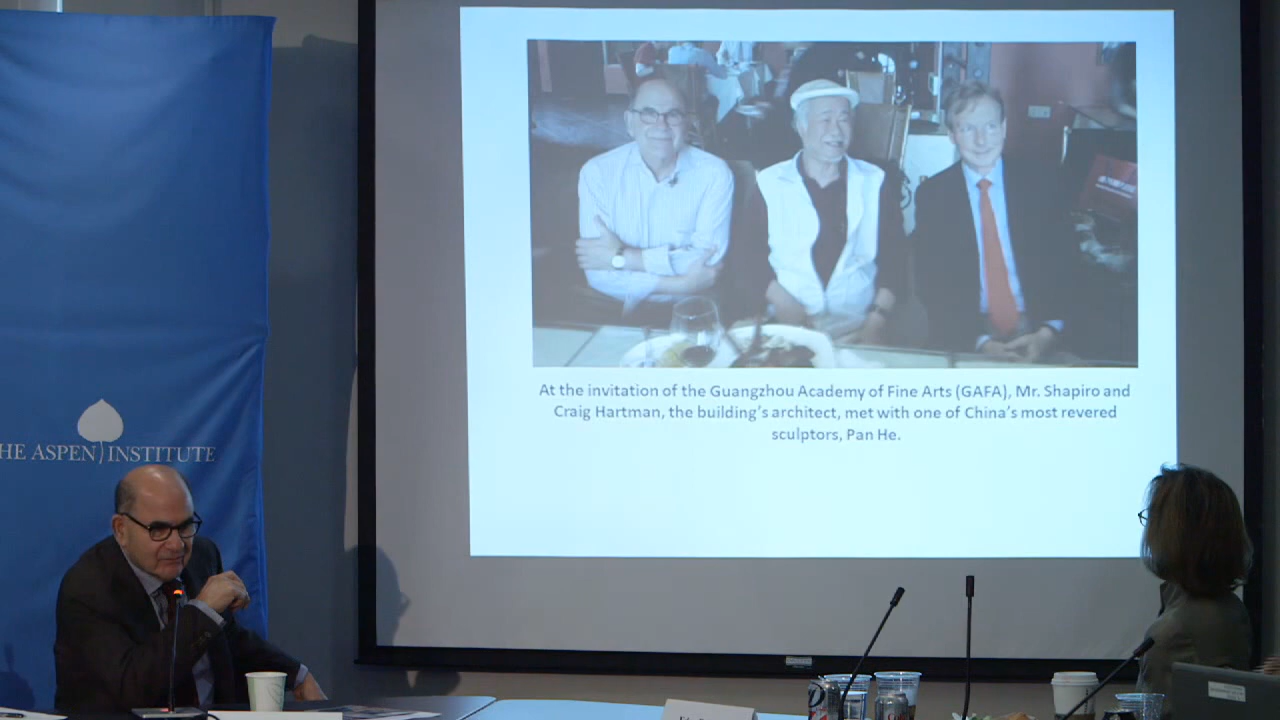 At the invitation of the Guangzhou Academy of Fine Arts (GAFA), Mr. Shapiro and
Craig Hartman, the building's architect, met with one of China's most revered
sculptors, Pan He.
HE ASPEN INSTITUTE